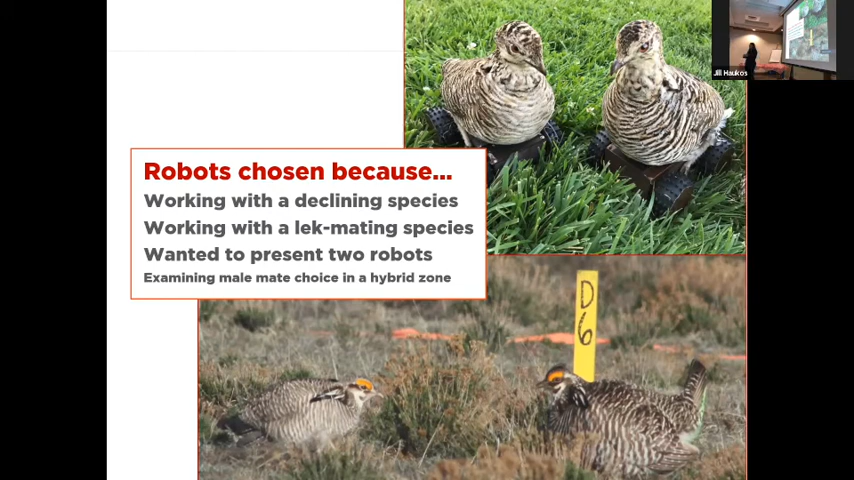 Jill Haukos
Robots chosen because...
Working with a declining species
Working with a lek-mating species
Wanted to present two robots
Examining male mate choice in a hybrid zone
D
6